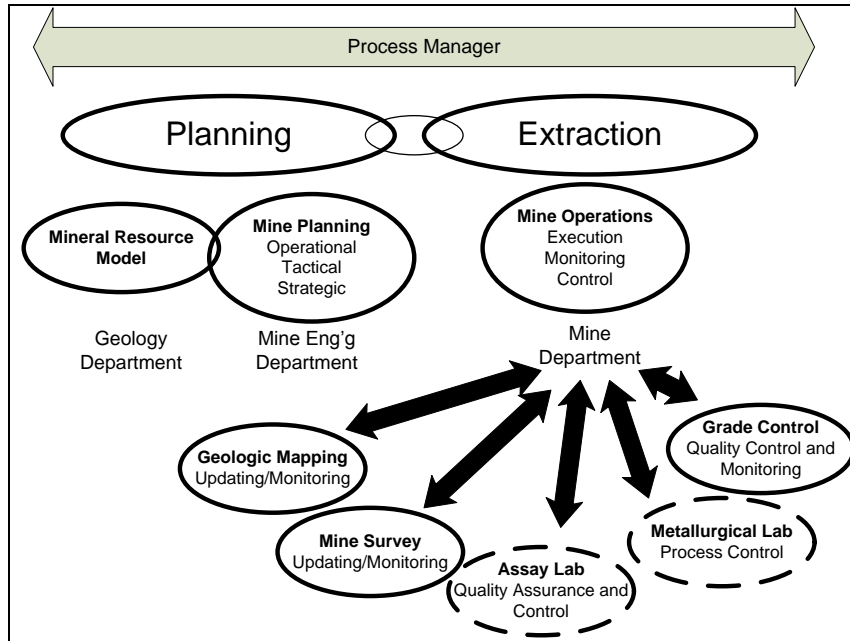 Process Manager
Planning
Extraction
Mineral Resource
Model
Mine Planning
Operational
Tactical
Strategic
Mine Operations
Execution
Monitoring
Control
Geology
Department
Mine Eng'g
Department
Mine
Department
Geologic Mapping
Updating/Monitoring
Mine Survey
Updating/Monitoring
Assay Lab
Quality Assurance and
Control
Metallurgical Lab
Process Control
Grade Control
Quality Control and
Monitoring